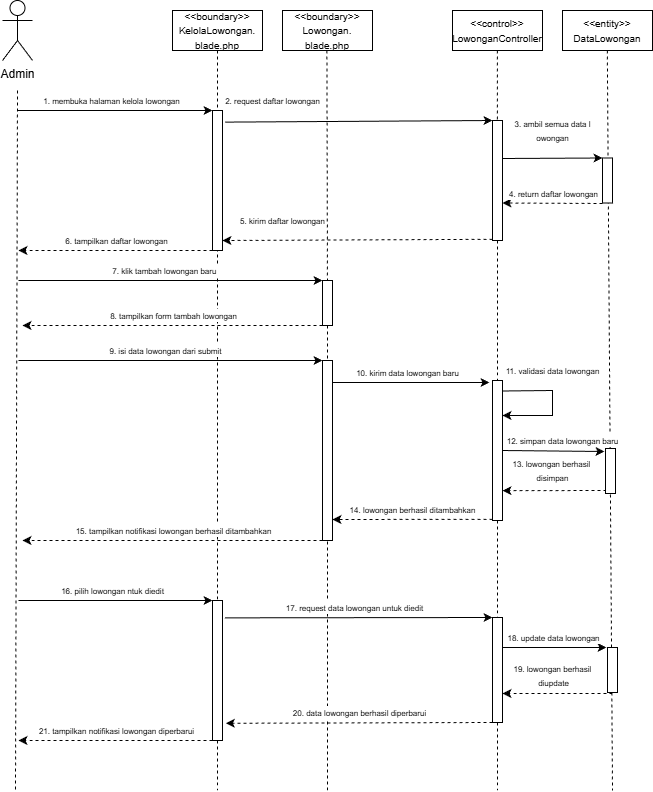 <<boundary>>
KelolaLowongan.
blade.php
<<boundary>>
Lowongan.
blade.php
<<control>>
LowonganController
<<entity>>
DataLowongan
Admin
1. membuka halaman kelola lowongan
2. request daftar lowongan
3. ambil semua data l
owongan
4. return daftar lowongan
5. kirim daftar lowongan
6. tampilkan daftar lowongan
7. klik tambah lowongan baru
8. tampilkan form tambah lowongan
9. isi data lowongan dari submit
10. kirim data lowongan baru
11. validasi data lowongan
12. simpan data lowongan baru
13. lowongan berhasil
disimpan
14. lowongan berhasil ditambahkan
15. tampilkan notifikasi lowongan berhasil ditambahkan
16. pilih lowongan ntuk diedit
17. request data lowongan untuk diedit
18. update data lowongan
19. lowongan berhasil
diupdate
20. data lowongan berhasil diperbarui
21. tampilkan notifikasi lowongan diperbarui